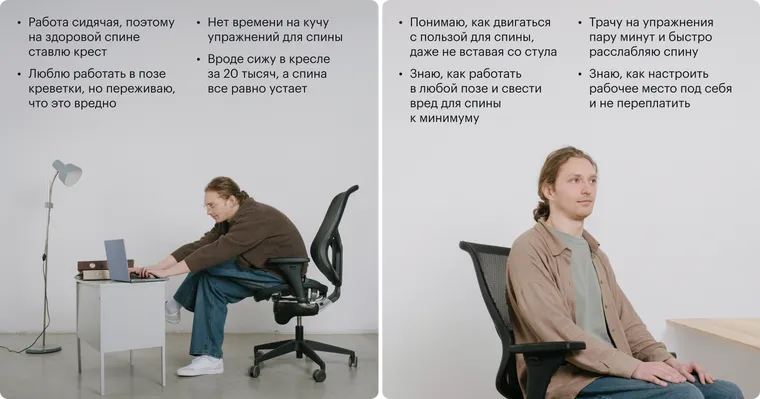 Работа сидячая, поэтому
на здоровой спине
ставлю крест
Люблю работать в позе
креветки, но переживаю,
что это вредно
Нет времени на кучу
упражнений для спины
Вроде сижу в кресле
за 20 тысяч, а спина
все равно устает
Понимаю, как двигаться
с пользой для спины,
даже не вставая со стула
Знаю, как работать
в любой позе и свести
вред для спины
к минимуму
Трачу на упражнения
пару минут и быстро
расслабляю спину
Знаю, как настроить
рабочее место под себя
и не переплатить